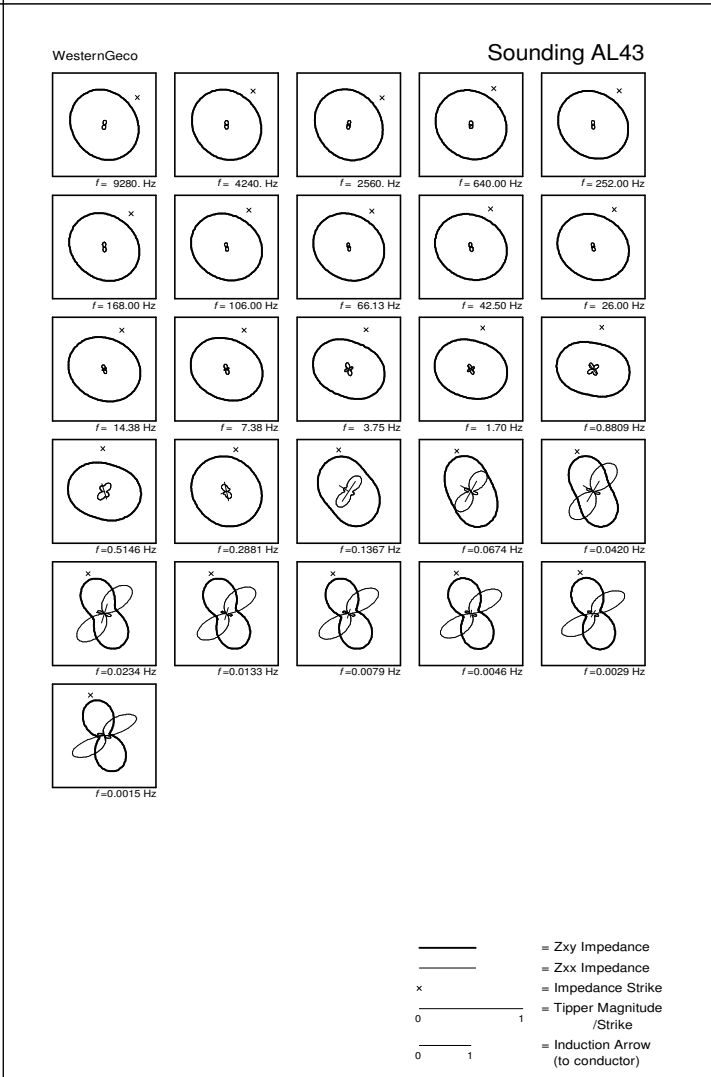 WesternGeco Sounding AL43
f= 9280. Hz f= 4240. Hz f= 2560. Hz f= 640.00 Hz f= 252.00 Hz
f= 168.00 Hz f= 106.00 Hz f= 66.13 Hz f= 42.50 Hz f= 26.00 Hz
f= 14.38 Hz f= 7.38 Hz f= 3.75 Hz f= 1.70 Hz f=0.8809 Hz
f=0.5146 Hz f=0.2881 Hz f=0.1367 Hz f=0.0674 Hz f=0.0420 Hz
f=0.0234 Hz f=0.0133 Hz f=0.0079 Hz f=0.0046 Hz f=0.0029 Hz
f=0.0015 Hz
= Zxy Impedance
= Zxx Impedance
× = Impedance Strike
= Tipper Magnitude
0 1 /Strike
= Induction Arrow
0 1 (to conductor)